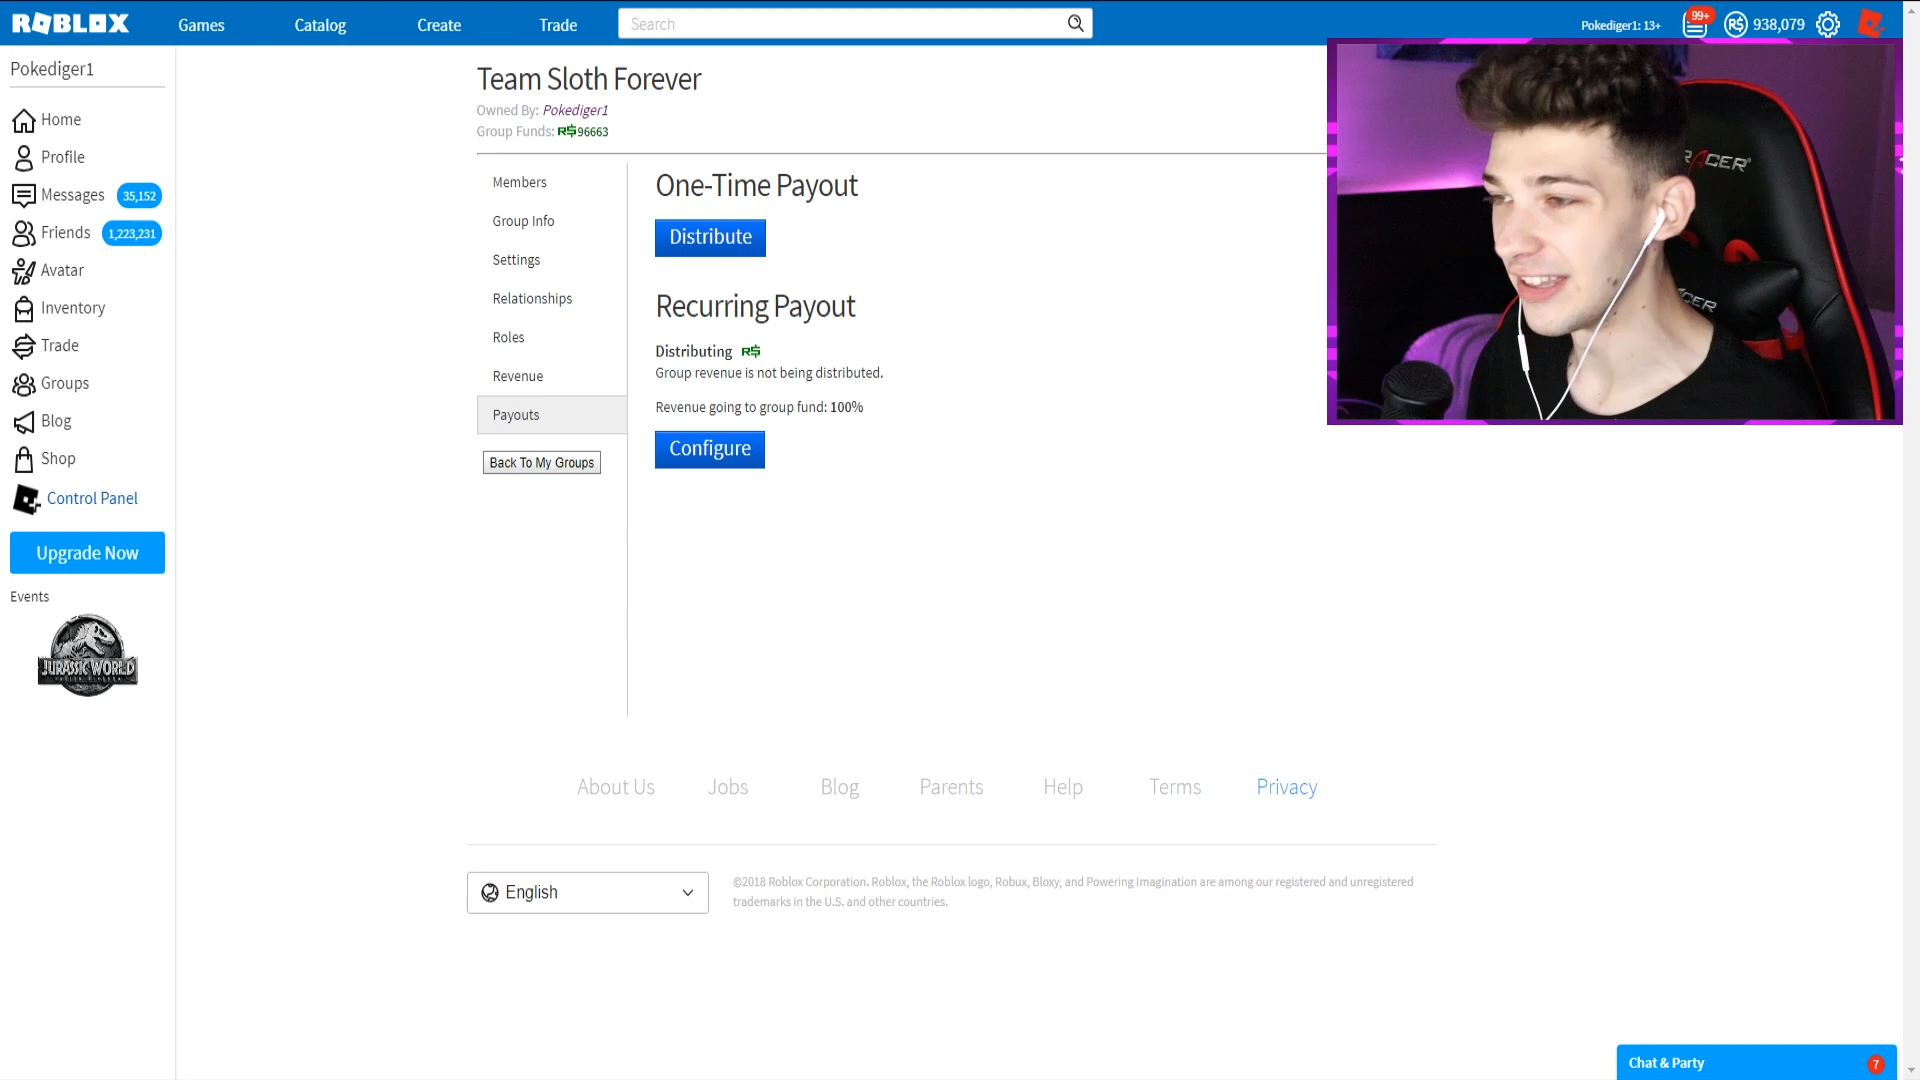 ROBLOX
Games
Catalog
Create
Trade
Search
Pokediger1: 13+
99+
R$ 938,079
Pokediger1
Home
Profile
Messages 35,152
Friends 1,223,231
Avatar
Inventory
Trade
Groups
Blog
Shop
Control Panel
Upgrade Now
Events
JURASSIC WORLD
Team Sloth Forever
Owned By: Pokediger1
Group Funds: R$96663
Members
Group Info
Settings
Relationships
Roles
Revenue
Payouts
Back To My Groups
One-Time Payout
Distribute
Recurring Payout
Distributing R$
Group revenue is not being distributed.
Revenue going to group fund: 100%
Configure
RACER
CER
About Us
Jobs
Blog
Parents
Help
Terms
Privacy
English
©2018 Roblox Corporation. Roblox, the Roblox logo, Robux, Bloxy, and Powering Imagination are among our registered and unregistered
trademarks in the U.S. and other countries.
Chat & Party
7